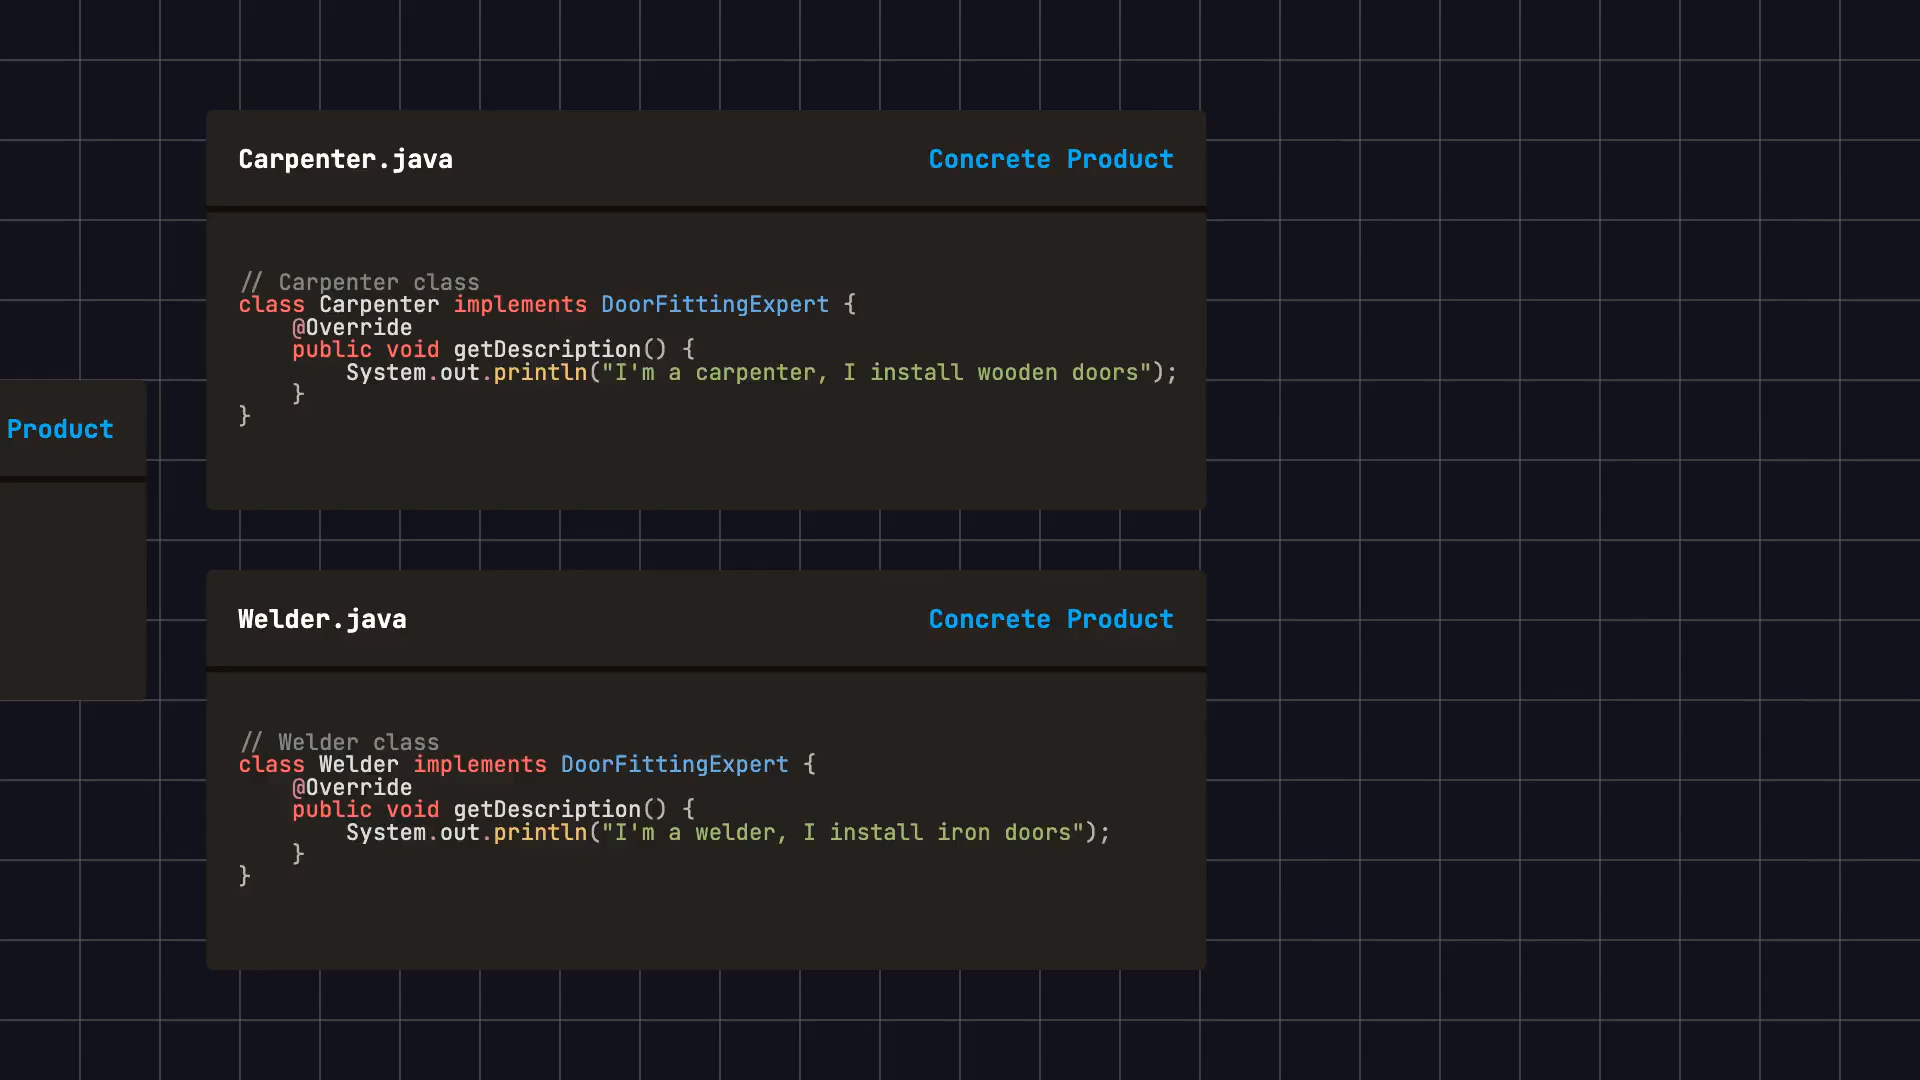 Product
Carpenter.java
Concrete Product
// Carpenter class
class Carpenter implements DoorFittingExpert {
    @Override
    public void getDescription() {
        System.out.println("I'm a carpenter, I install wooden doors");
    }
}
Welder.java
Concrete Product
// Welder class
class Welder implements DoorFittingExpert {
    @Override
    public void getDescription() {
        System.out.println("I'm a welder, I install iron doors");
    }
}